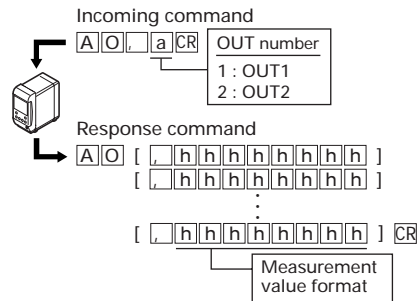 Incoming command
A O , a CR
OUT number
1 : OUT1
2 : OUT2
Response command
A O [ , h h h h h h h h ]
[ , h h h h h h h h ]
⋮
[ , h h h h h h h h ] CR
Measurement
value format